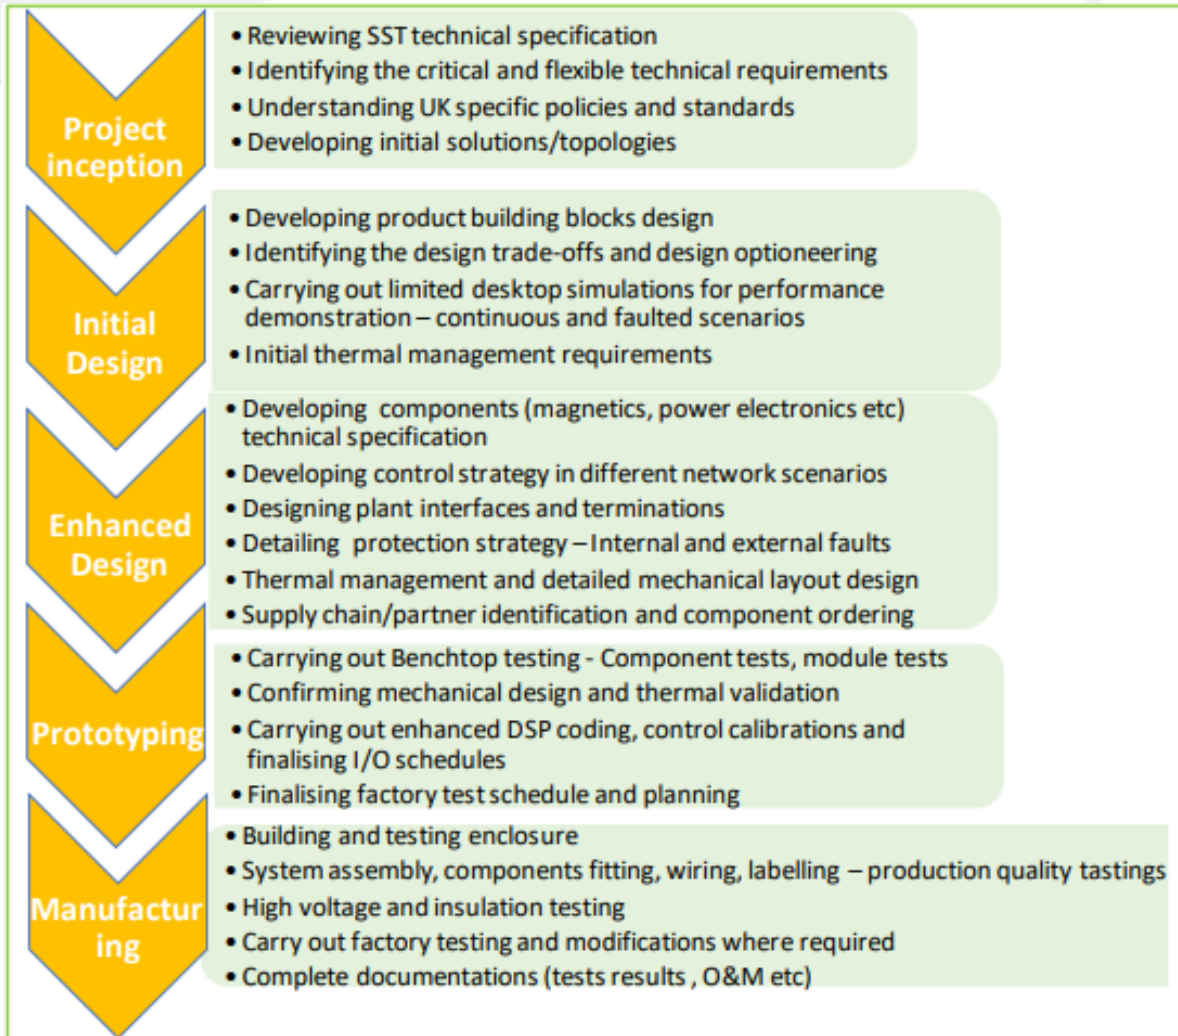 Project
inception
• Reviewing SST technical specification
• Identifying the critical and flexible technical requirements
• Understanding UK specific policies and standards
• Developing initial solutions/topologies
Initial
Design
• Developing product building blocks design
• Identifying the design trade-offs and design optioneering
• Carrying out limited desktop simulations for performance
demonstration – continuous and faulted scenarios
• Initial thermal management requirements
Enhanced
Design
• Developing  components (magnetics, power electronics etc)
technical specification
• Developing control strategy in different network scenarios
• Designing plant interfaces and terminations
• Detailing  protection strategy – Internal and external faults
• Thermal management and detailed mechanical layout design
• Supply chain/partner identification and component ordering
Prototyping
• Carrying out Benchtop testing - Component tests, module tests
• Confirming mechanical design and thermal validation
• Carrying out enhanced DSP coding, control calibrations and
finalising I/O schedules
• Finalising factory test schedule and planning
Manufactur
ing
• Building and testing enclosure
• System assembly, components fitting, wiring, labelling – production quality tastings
• High voltage and insulation testing
• Carry out factory testing and modifications where required
• Complete documentations (tests results , O&M etc)